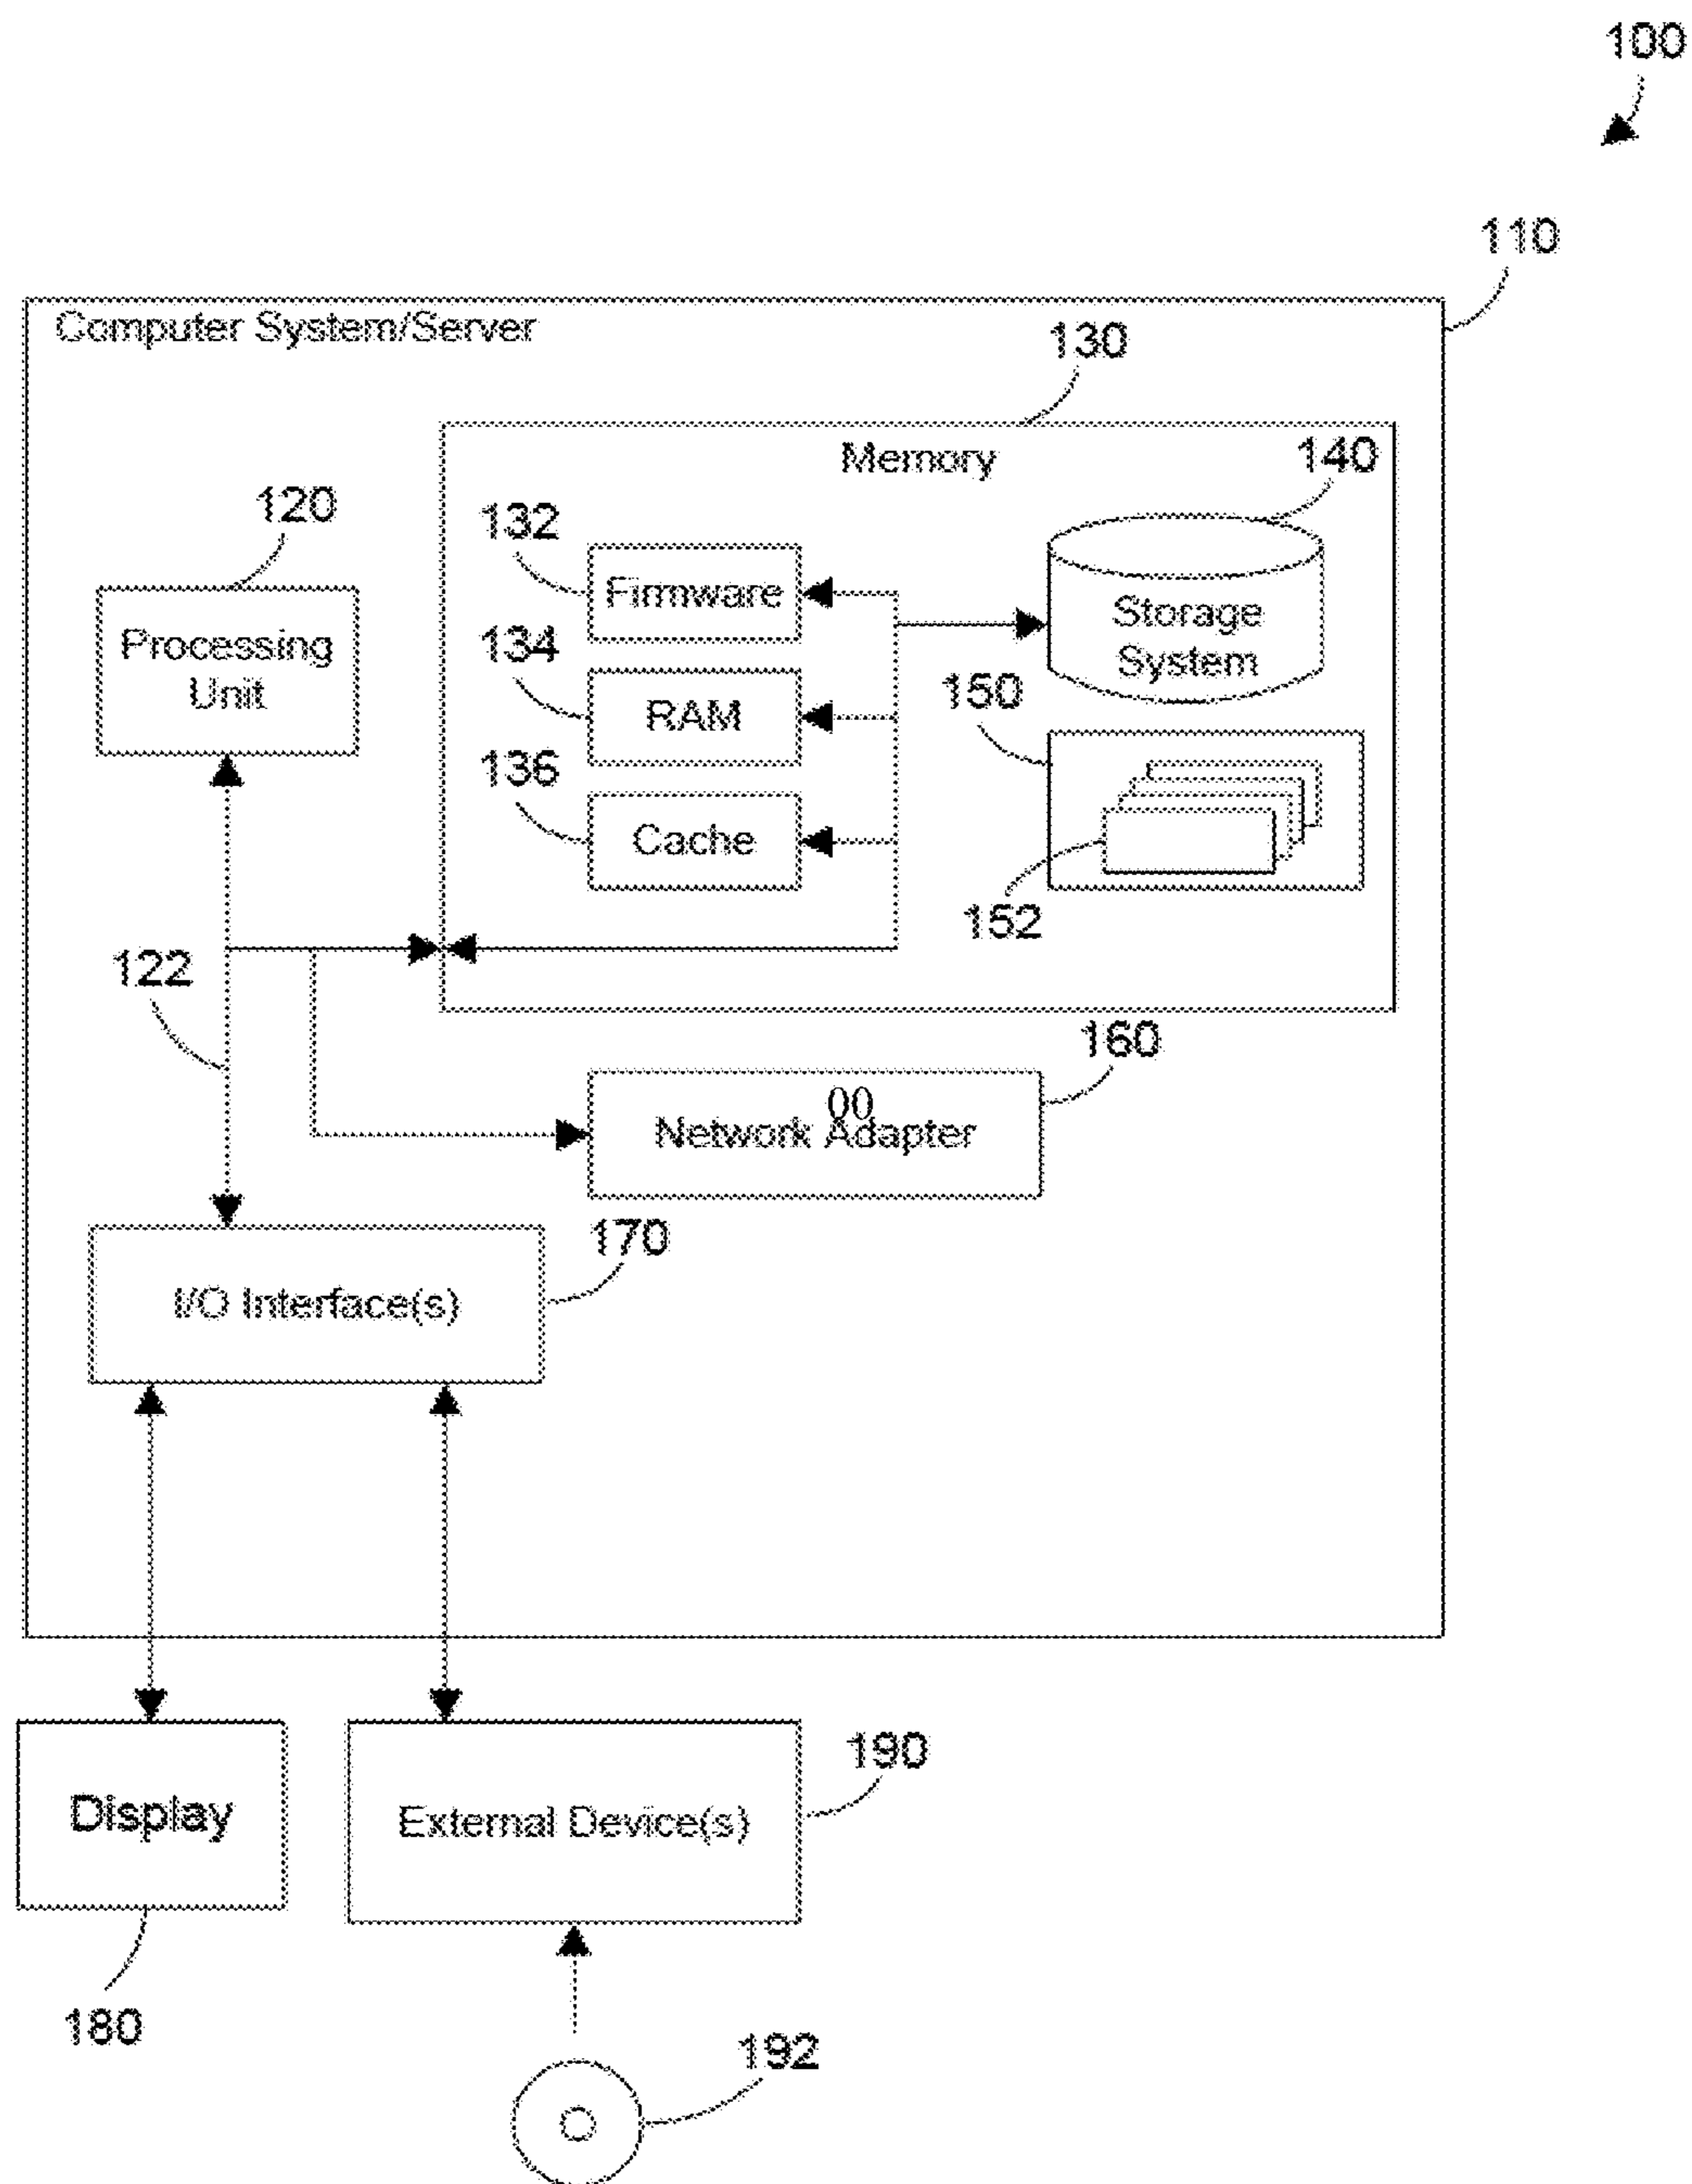 100
110
Computer System/Server
130
Memory
140
120
132
Firmware
Processing
Unit
134
RAM
Storage
System
150
136
Cache
152
122
160
00
Network Adapter
170
I/O Interface(s)
190
Display
External Device(s)
180
192